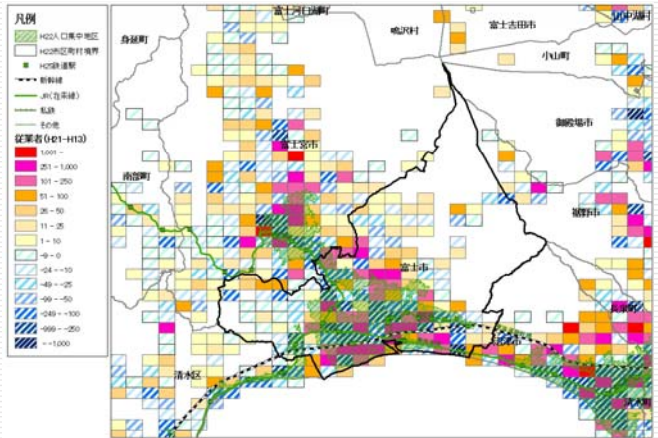 凡例
H22人口集中地区
H22市区町村境界
H25鉄道駅
新幹線
JR(在来線)
私鉄
その他
従業者(H21-H13)
1,001 -
251 - 1,000
101 - 250
51 - 100
26 - 50
11 - 25
1 - 10
-9 - 0
-24 - -10
-49 - -25
-99 - -50
-249 - -100
-999 - -250
- -1,000
富士河口湖町
鳴沢村
富士吉田市
山中湖村
身延町
小山町
御殿場市
富士宮市
南部町
裾野市
富士市
長泉町
沼津市
清水区
清水町